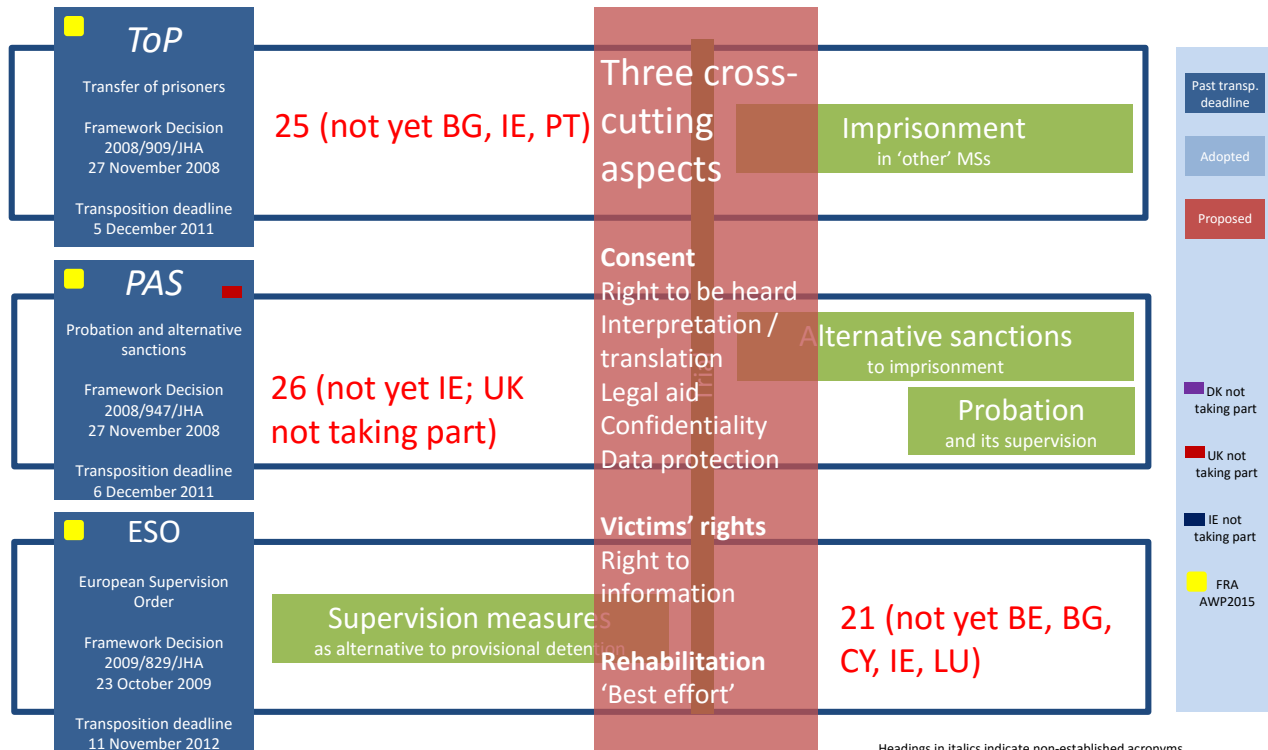 ToP
Transfer of prisoners
Framework Decision
2008/909/JHA
27 November 2008
Transposition deadline
5 December 2011
25 (not yet BG, IE, PT)
Imprisonment
in ‘other’ MSs
PAS
Probation and alternative
sanctions
Framework Decision
2008/947/JHA
27 November 2008
Transposition deadline
6 December 2011
26 (not yet IE; UK
not taking part)
Alternative sanctions
to imprisonment
Probation
and its supervision
ESO
European Supervision
Order
Framework Decision
2009/829/JHA
23 October 2009
Transposition deadline
11 November 2012
Supervision measures
as alternative to provisional detention
21 (not yet BE, BG,
CY, IE, LU)
Three cross-
cutting
aspects
Consent
Right to be heard
Interpretation /
translation
Legal aid
Confidentiality
Data protection
Victims’ rights
Right to
information
Rehabilitation
‘Best effort’
Trial
Past transp.
deadline
Adopted
Proposed
DK not
taking part
UK not
taking part
IE not
taking part
FRA
AWP2015
Headings in italics indicate non-established acronyms